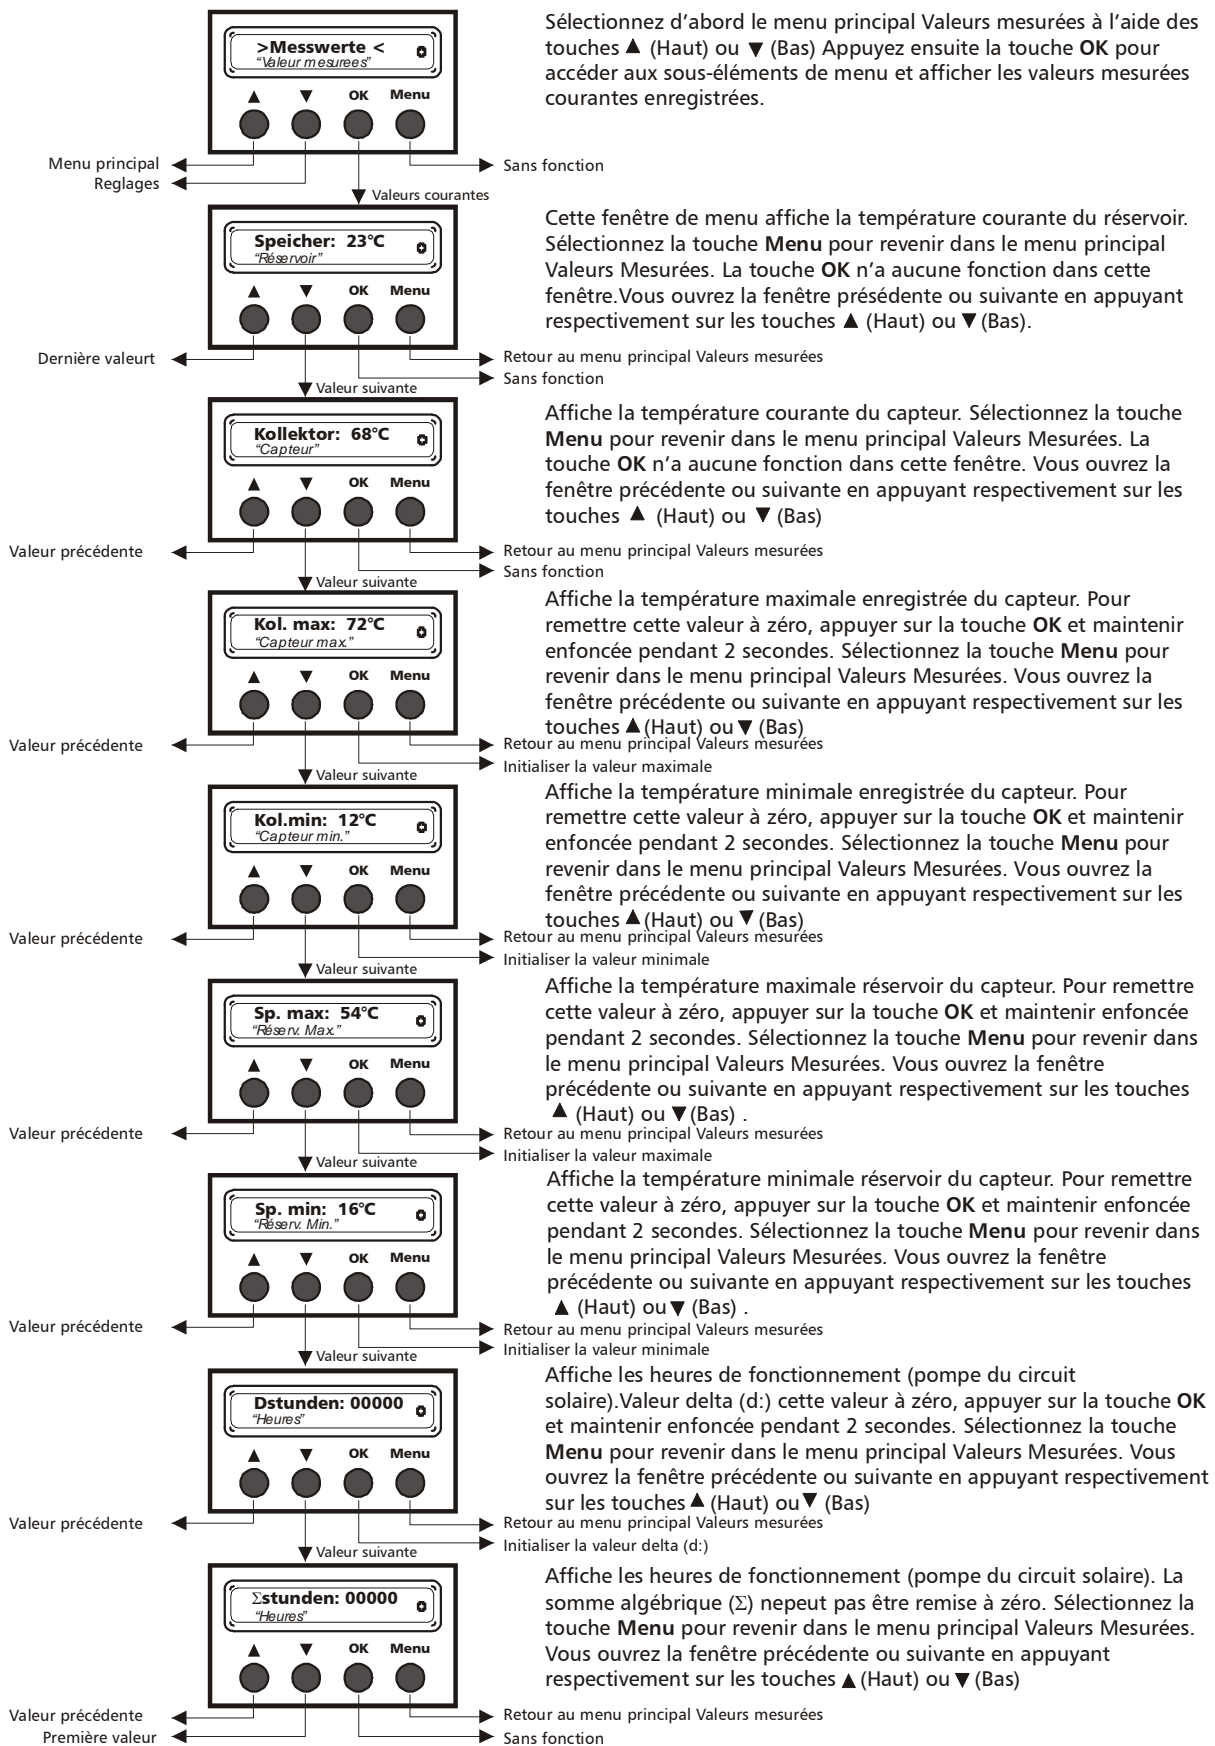 >Messwerte <
“Valeur mesurees”
▲ ▼ OK Menu
Menu principal
Reglages
Sans fonction
Valeurs courantes
Sélectionnez d’abord le menu principal Valeurs mesurées à l’aide des
touches ▲ (Haut) ou ▼ (Bas) Appuyez ensuite la touche OK pour
accéder aux sous-éléments de menu et afficher les valeurs mesurées
courantes enregistrées.
Speicher: 23°C
“Réservoir”
▲ ▼ OK Menu
Dernière valeurt
Retour au menu principal Valeurs mesurées
Sans fonction
Valeur suivante
Cette fenêtre de menu affiche la température courante du réservoir.
Sélectionnez la touche Menu pour revenir dans le menu principal
Valeurs Mesurées. La touche OK n’a aucune fonction dans cette
fenêtre.Vous ouvrez la fenêtre présédente ou suivante en appuyant
respectivement sur les touches ▲ (Haut) ou ▼ (Bas).
Kollektor: 68°C
“Capteur”
▲ ▼ OK Menu
Valeur précédente
Retour au menu principal Valeurs mesurées
Sans fonction
Valeur suivante
Affiche la température courante du capteur. Sélectionnez la touche
Menu pour revenir dans le menu principal Valeurs Mesurées. La
touche OK n’a aucune fonction dans cette fenêtre. Vous ouvrez la
fenêtre précédente ou suivante en appuyant respectivement sur les
touches ▲ (Haut) ou ▼ (Bas)
Kol. max: 72°C
“Capteur max.”
▲ ▼ OK Menu
Valeur précédente
Retour au menu principal Valeurs mesurées
Initialiser la valeur maximale
Valeur suivante
Affiche la température maximale enregistrée du capteur. Pour
remettre cette valeur à zéro, appuyer sur la touche OK et maintenir
enfoncée pendant 2 secondes. Sélectionnez la touche Menu pour
revenir dans le menu principal Valeurs Mesurées. Vous ouvrez la
fenêtre précédente ou suivante en appuyant respectivement sur les
touches ▲ (Haut) ou ▼ (Bas)
Kol.min: 12°C
“Capteur min.”
▲ ▼ OK Menu
Valeur précédente
Retour au menu principal Valeurs mesurées
Initialiser la valeur minimale
Valeur suivante
Affiche la température minimale enregistrée du capteur. Pour
remettre cette valeur à zéro, appuyer sur la touche OK et maintenir
enfoncée pendant 2 secondes. Sélectionnez la touche Menu pour
revenir dans le menu principal Valeurs Mesurées. Vous ouvrez la
fenêtre précédente ou suivante en appuyant respectivement sur les
touches ▲ (Haut) ou ▼ (Bas)
Sp. max: 54°C
“Réserv. Max.”
▲ ▼ OK Menu
Valeur précédente
Retour au menu principal Valeurs mesurées
Initialiser la valeur maximale
Valeur suivante
Affiche la température maximale réservoir du capteur. Pour remettre
cette valeur à zéro, appuyer sur la touche OK et maintenir enfoncée
pendant 2 secondes. Sélectionnez la touche Menu pour revenir dans
le menu principal Valeurs Mesurées. Vous ouvrez la fenêtre
précédente ou suivante en appuyant respectivement sur les touches
▲ (Haut) ou ▼ (Bas) .
Sp. min: 16°C
“Réserv. Min.”
▲ ▼ OK Menu
Valeur précédente
Retour au menu principal Valeurs mesurées
Initialiser la valeur minimale
Valeur suivante
Affiche la température minimale réservoir du capteur. Pour remettre
cette valeur à zéro, appuyer sur la touche OK et maintenir enfoncée
pendant 2 secondes. Sélectionnez la touche Menu pour revenir dans
le menu principal Valeurs Mesurées. Vous ouvrez la fenêtre
précédente ou suivante en appuyant respectivement sur les touches
▲ (Haut) ou ▼ (Bas) .
Dstunden: 00000
“Heures”
▲ ▼ OK Menu
Valeur précédente
Retour au menu principal Valeurs mesurées
Initialiser la valeur delta (d:)
Valeur suivante
Affiche les heures de fonctionnement (pompe du circuit
solaire).Valeur delta (d:) cette valeur à zéro, appuyer sur la touche OK
et maintenir enfoncée pendant 2 secondes. Sélectionnez la touche
Menu pour revenir dans le menu principal Valeurs Mesurées. Vous
ouvrez la fenêtre précédente ou suivante en appuyant respectivement
sur les touches ▲ (Haut) ou ▼ (Bas)
Σstunden: 00000
“Heures”
▲ ▼ OK Menu
Valeur précédente
Première valeur
Retour au menu principal Valeurs mesurées
Sans fonction
Affiche les heures de fonctionnement (pompe du circuit solaire). La
somme algébrique (Σ) nepeut pas être remise à zéro. Sélectionnez la
touche Menu pour revenir dans le menu principal Valeurs Mesurées.
Vous ouvrez la fenêtre précédente ou suivante en appuyant
respectivement sur les touches ▲ (Haut) ou ▼ (Bas)